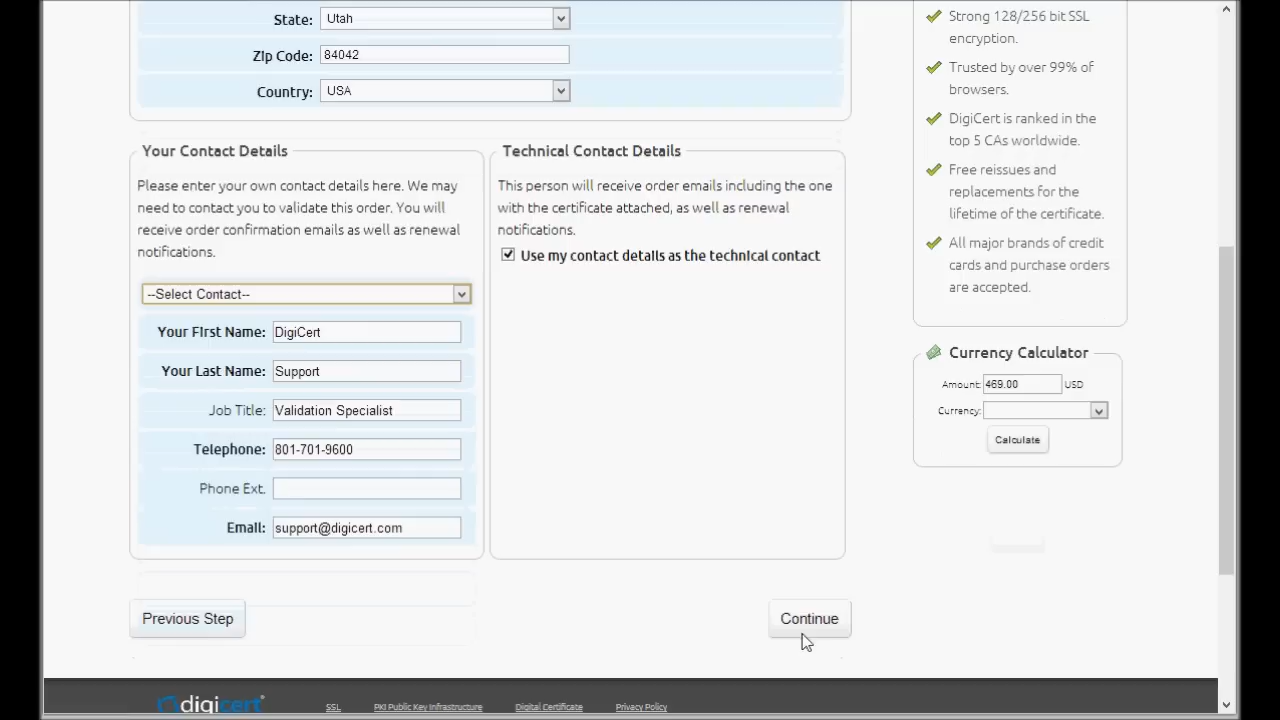 State: Utah
Zip Code: 84042
Country: USA
Your Contact Details
Please enter your own contact details here. We may
need to contact you to validate this order. You will
receive order confirmation emails as well as renewal
notifications.
--Select Contact--
Your First Name: DigiCert
Your Last Name: Support
Job Title: Validation Specialist
Telephone: 801-701-9600
Phone Ext.
Email: support@digicert.com
Technical Contact Details
This person will receive order emails including the one
with the certificate attached, as well as renewal
notifications.
Use my contact details as the technical contact
Previous Step
Continue
Strong 128/256 bit SSL
encryption.
Trusted by over 99% of
browsers.
DigiCert is ranked in the
top 5 CAs worldwide.
Free reissues and
replacements for the
lifetime of the certificate.
All major brands of credit
cards and purchase orders
are accepted.
Currency Calculator
Amount: 469.00 USD
Currency:
Calculate
digicert®
SSL
PKI Public Key Infrastructure
Digital Certificate
Privacy Policy